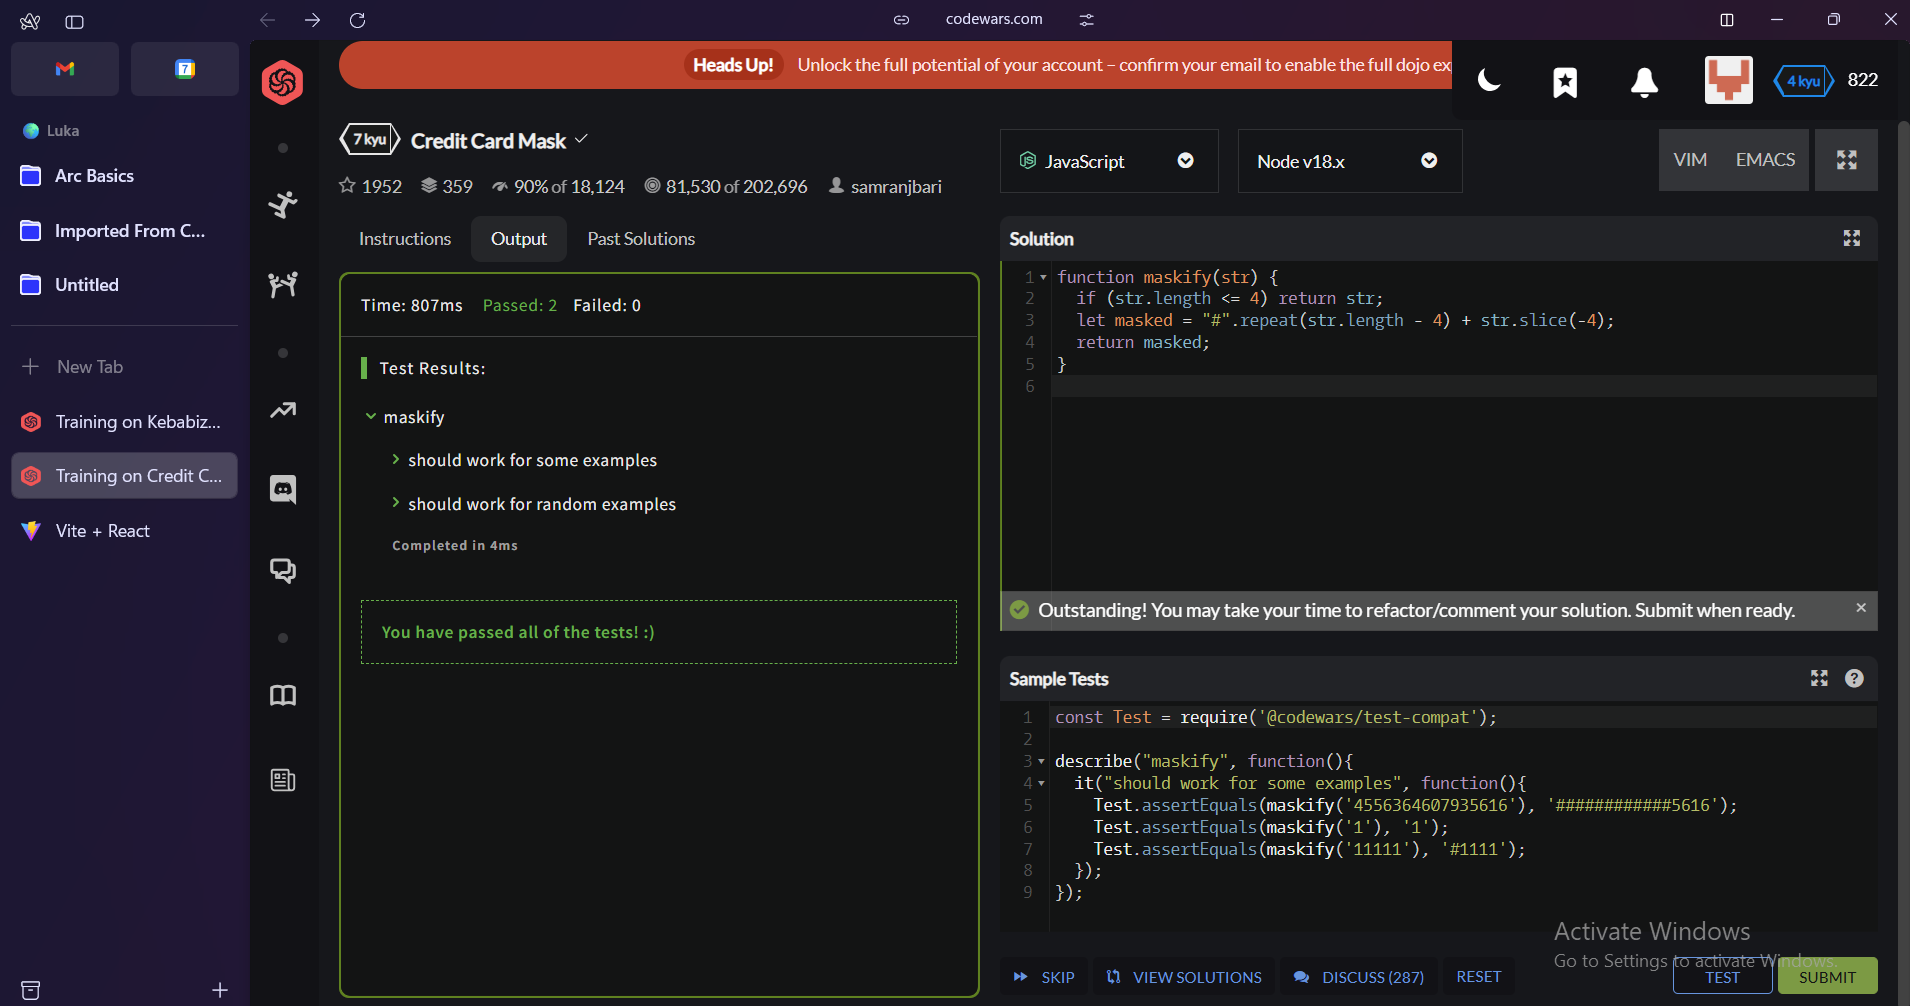 codewars.com
7
Luka
Arc Basics
Imported From C...
Untitled
New Tab
Training on Kebabiz...
Training on Credit C...
Vite + React
Heads Up! Unlock the full potential of your account – confirm your email to enable the full dojo ex
4 kyu 822
7 kyu Credit Card Mask
1952 359 90% of 18,124 81,530 of 202,696 samranjbari
JavaScript
Node v18.x
VIM EMACS
Instructions Output Past Solutions
Time: 807ms Passed: 2 Failed: 0
Test Results:
maskify
should work for some examples
should work for random examples
Completed in 4ms
You have passed all of the tests! :)
Solution
1 function maskify(str) {
2 if (str.length <= 4) return str;
3 let masked = "#".repeat(str.length - 4) + str.slice(-4);
4 return masked;
5 }
6
Outstanding! You may take your time to refactor/comment your solution. Submit when ready.
Sample Tests
1 const Test = require('@codewars/test-compat');
2
3 describe("maskify", function(){
4 it("should work for some examples", function(){
5 Test.assertEquals(maskify('4556364607935616'), '############5616');
6 Test.assertEquals(maskify('1'), '1');
7 Test.assertEquals(maskify('11111'), '#1111');
8 });
9 });
Activate Windows
Go to Settings to activate Windows.
SKIP VIEW SOLUTIONS DISCUSS (287) RESET TEST SUBMIT